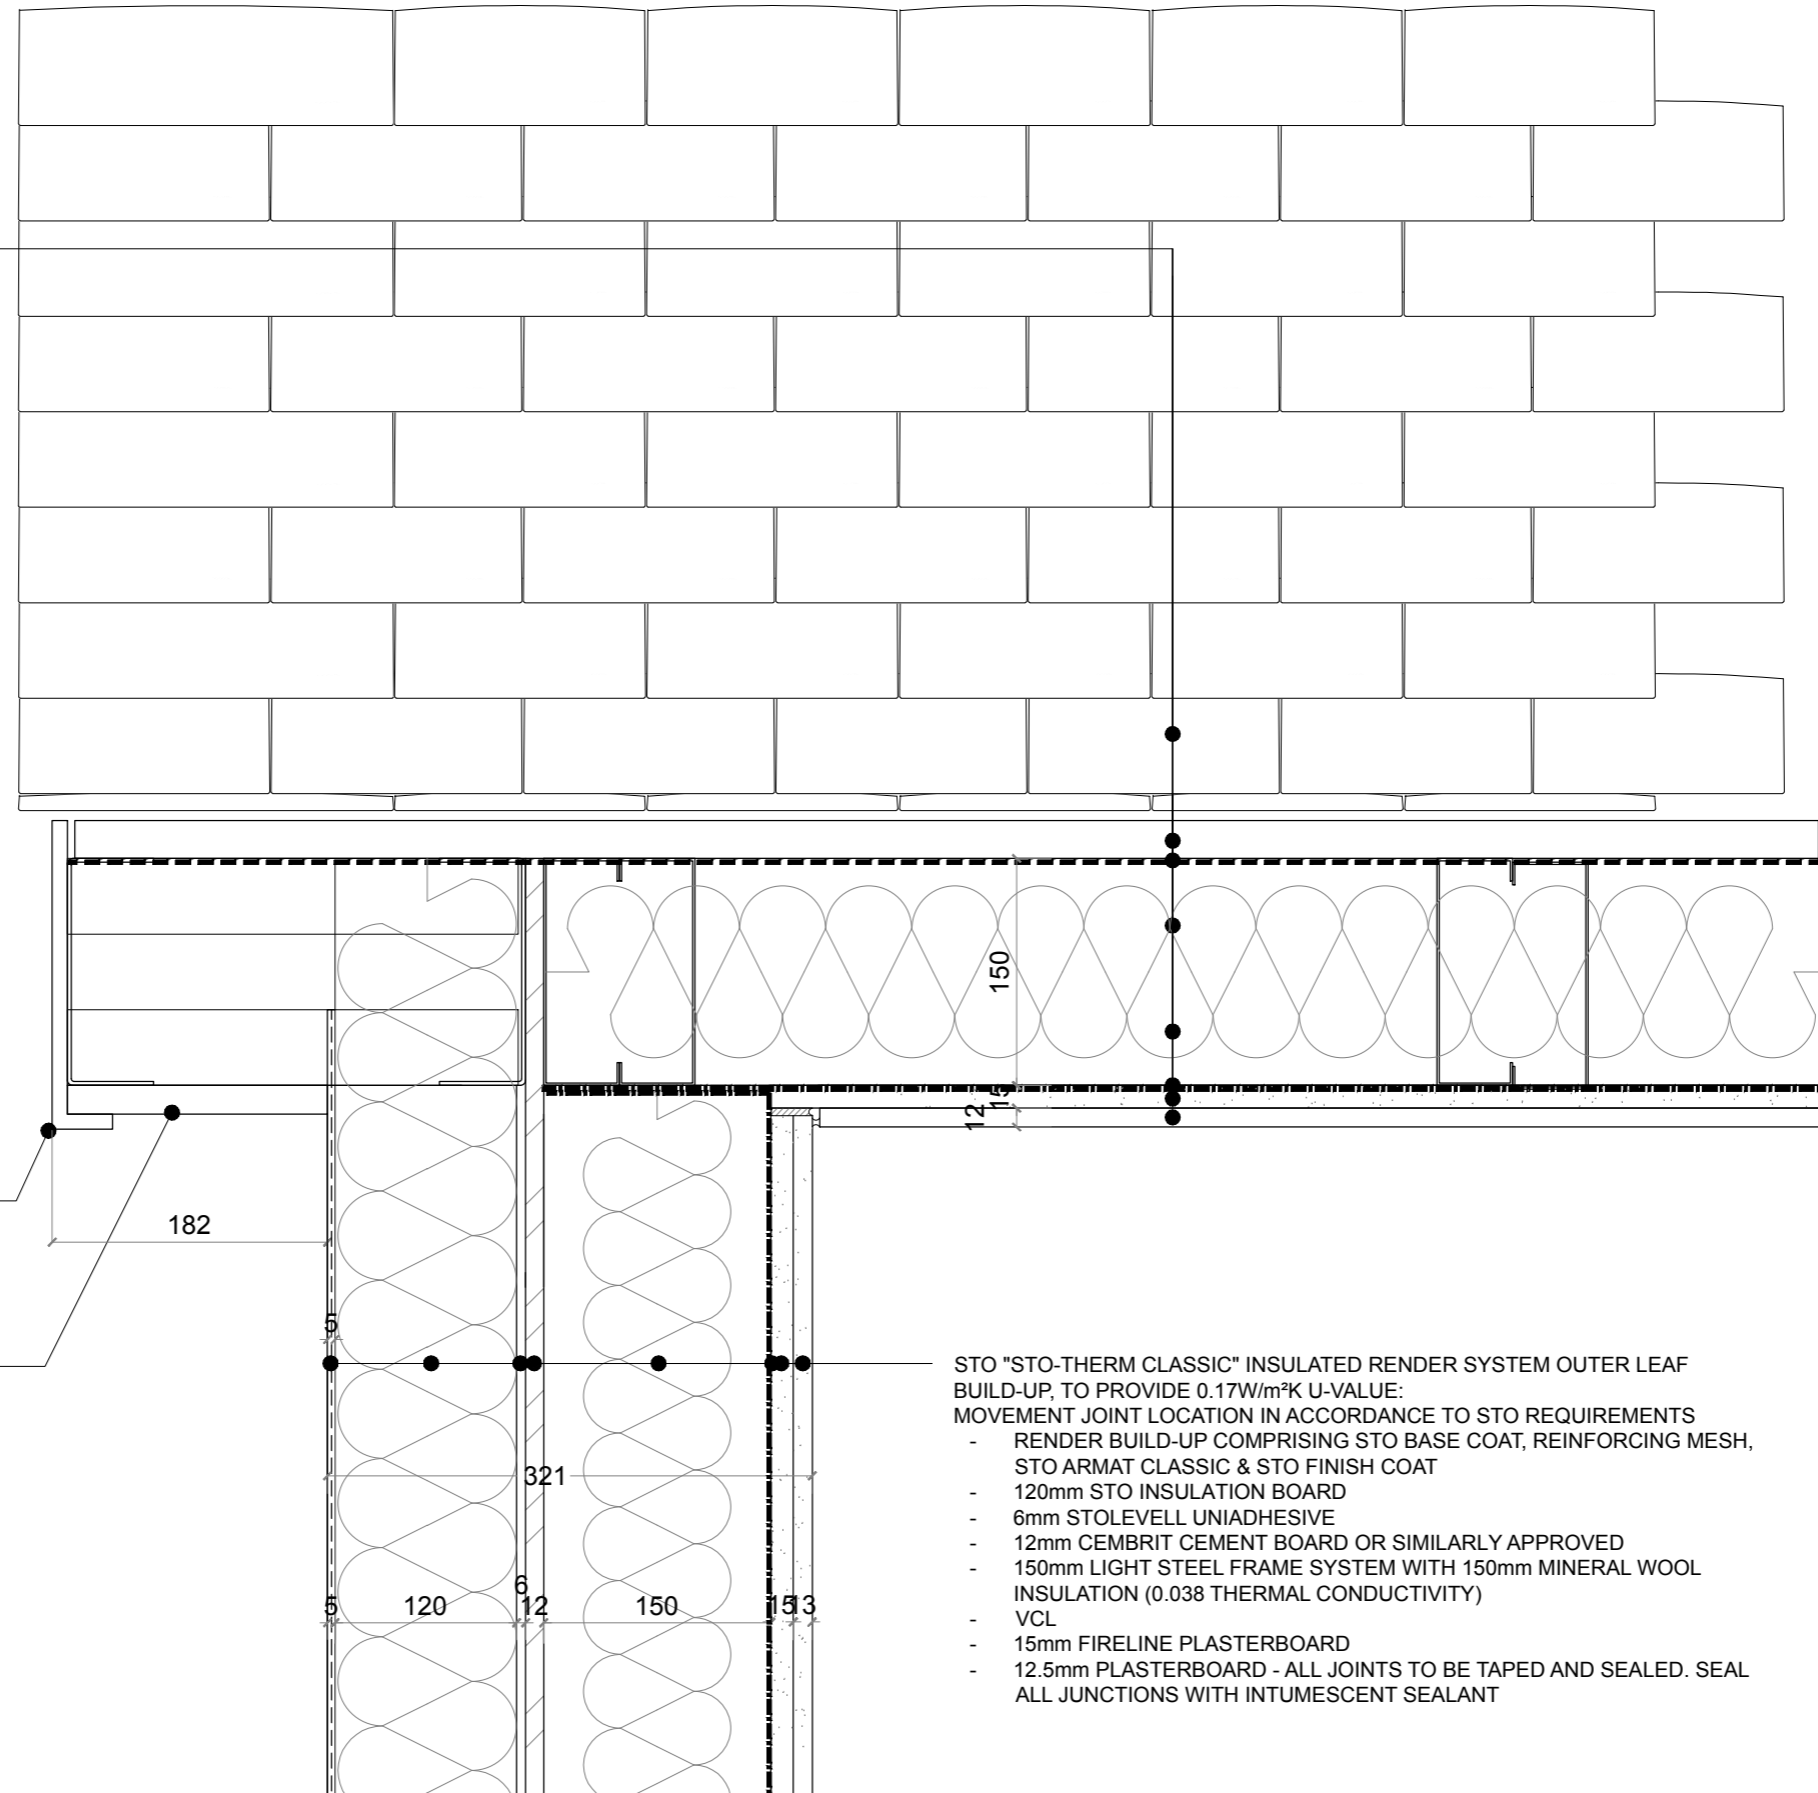 150
15
12
182
5
STO "STO-THERM CLASSIC" INSULATED RENDER SYSTEM OUTER LEAF
BUILD-UP, TO PROVIDE 0.17W/m²K U-VALUE:
MOVEMENT JOINT LOCATION IN ACCORDANCE TO STO REQUIREMENTS
- RENDER BUILD-UP COMPRISING STO BASE COAT, REINFORCING MESH,
STO ARMAT CLASSIC & STO FINISH COAT
- 120mm STO INSULATION BOARD
- 6mm STOLEVELL UNIADHESIVE
- 12mm CEMBRIT CEMENT BOARD OR SIMILARLY APPROVED
- 150mm LIGHT STEEL FRAME SYSTEM WITH 150mm MINERAL WOOL
INSULATION (0.038 THERMAL CONDUCTIVITY)
- VCL
- 15mm FIRELINE PLASTERBOARD
- 12.5mm PLASTERBOARD - ALL JOINTS TO BE TAPED AND SEALED. SEAL
ALL JUNCTIONS WITH INTUMESCENT SEALANT
321
6
5 120 12 150 15 13